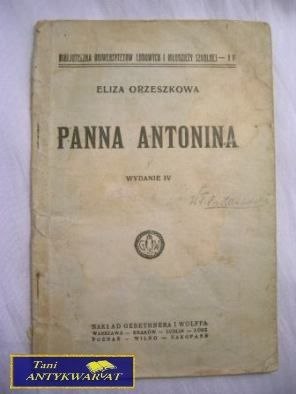 BIBLJOTECZKA UNIWERSYTETÓW LUDOWYCH I MŁODZIEŻY SZKOLNEJ —
ELIZA ORZESZKOWA
PANNA ANTONINA
WYDANIE IV
NAKŁAD GEBETHNERA I WOLFFA
WARSZAWA — KRAKÓW — LUBLIN — ŁÓDŹ
POZNAŃ — WILNO — ZAKOPANE
Tani
ANTYKWARYAT